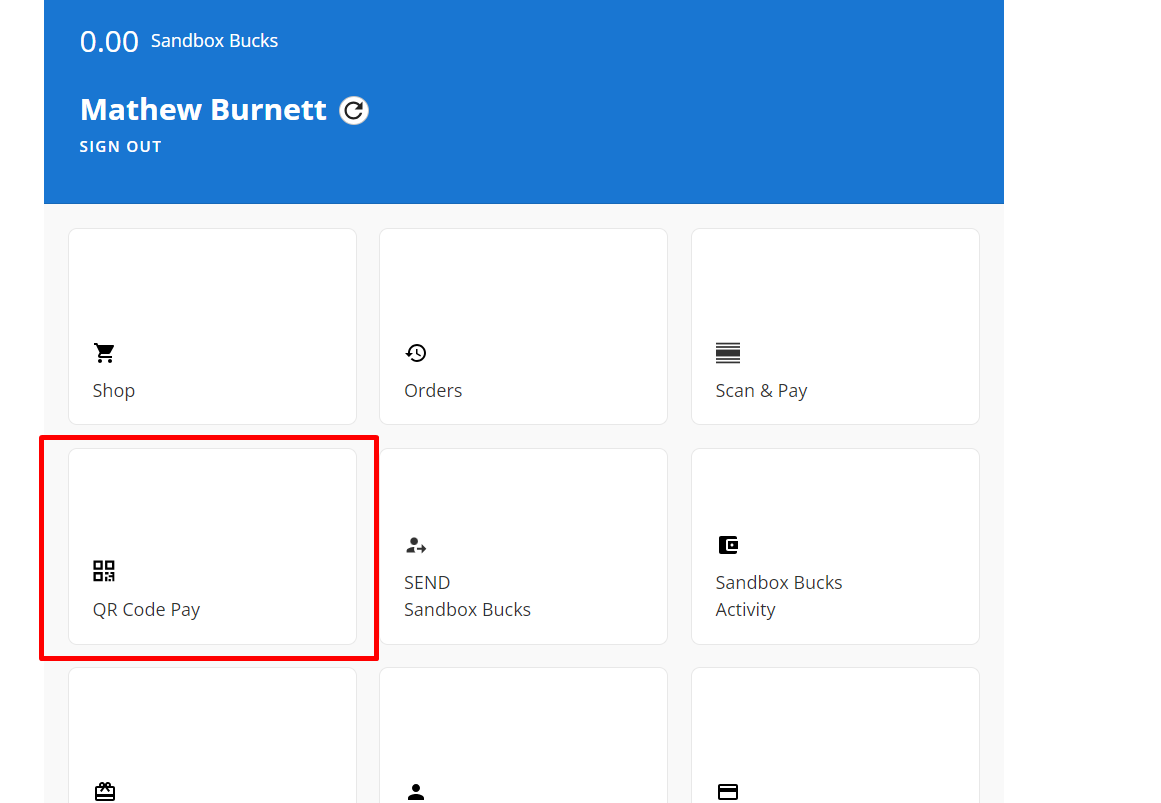 0.00 Sandbox Bucks
Mathew Burnett
SIGN OUT
Shop
Orders
Scan & Pay
QR Code Pay
SEND
Sandbox Bucks
Sandbox Bucks
Activity